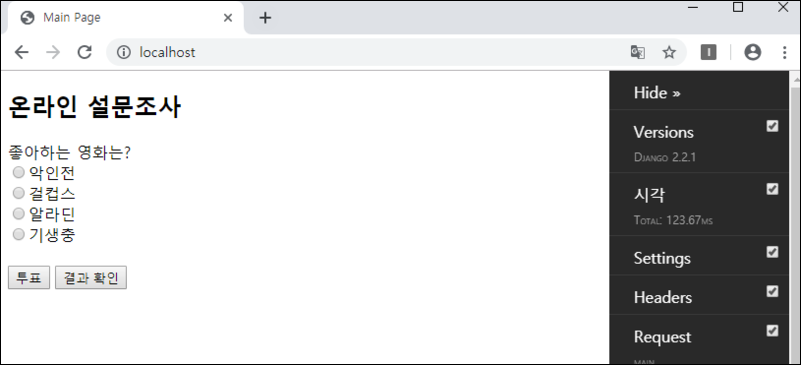 Main Page
localhost
온라인 설문조사
좋아하는 영화는?
악인전
걸컵스
알라딘
기생충
투표 결과 확인
Hide »
Versions
Django 2.2.1
시각
Total: 123.67ms
Settings
Headers
Request
main